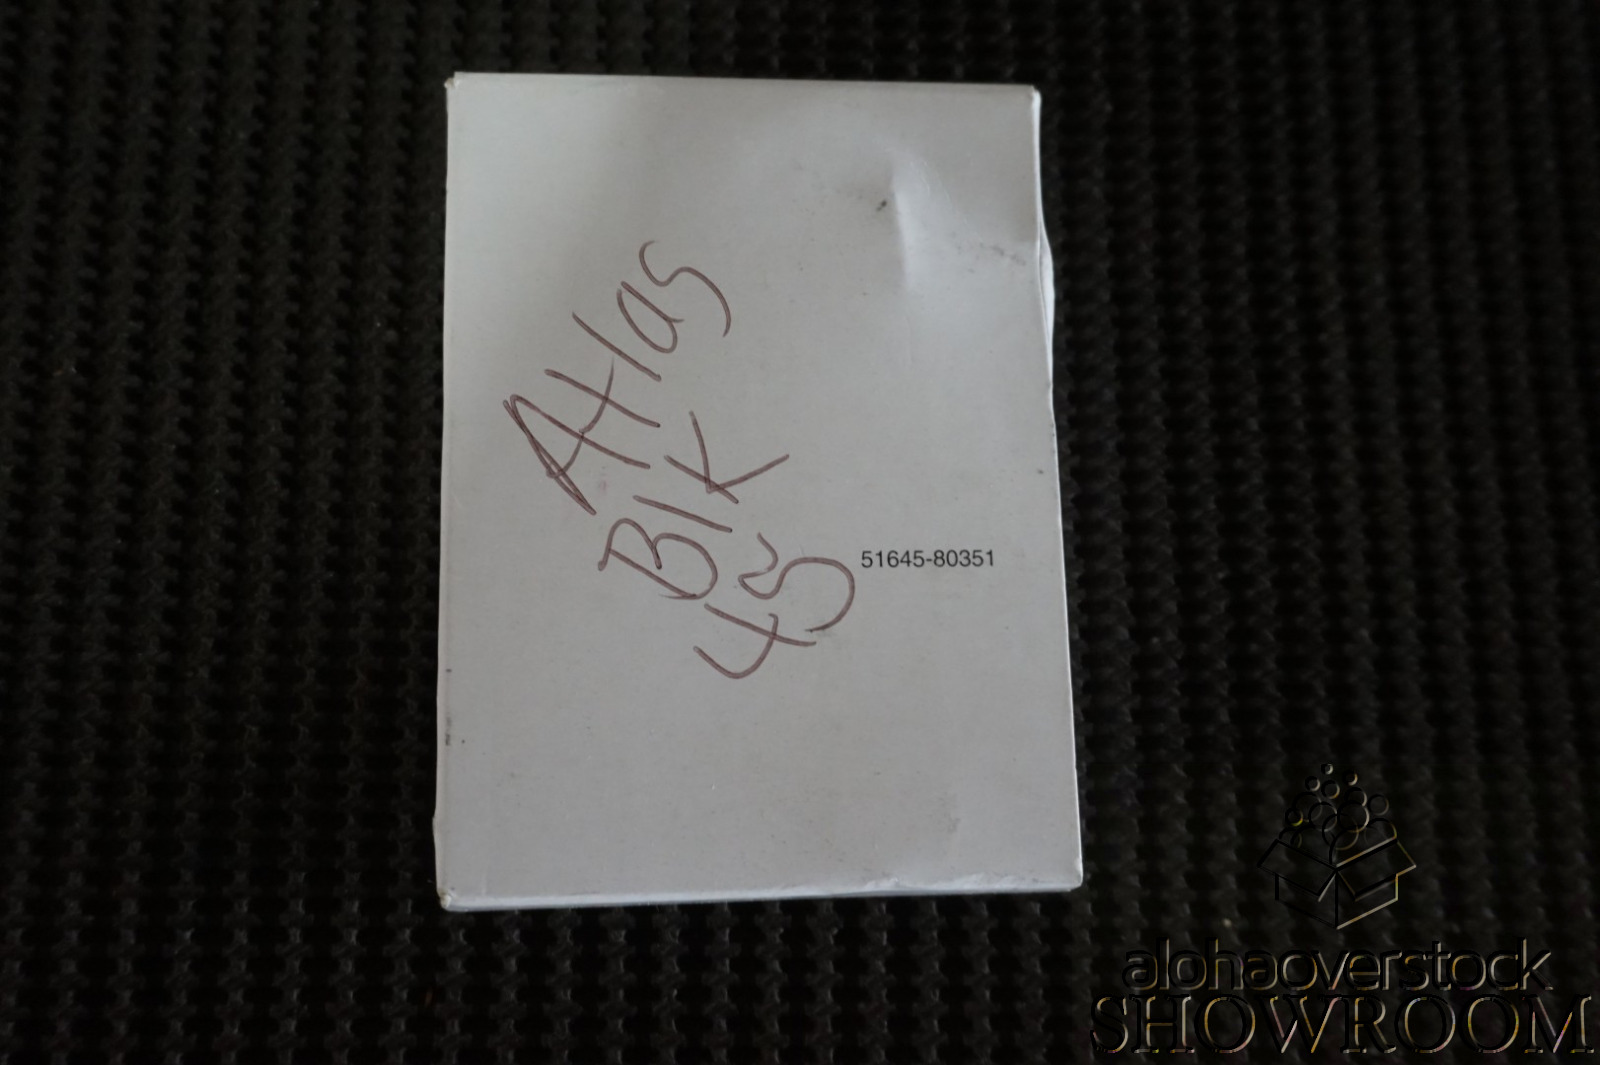 Atlas
Blk
45
51645-80351
alohaoverstock
SHOWROOM